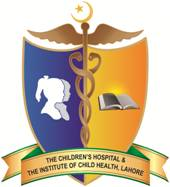 THE CHILDREN'S HOSPITAL &
THE INSTITUTE OF CHILD HEALTH, LAHORE